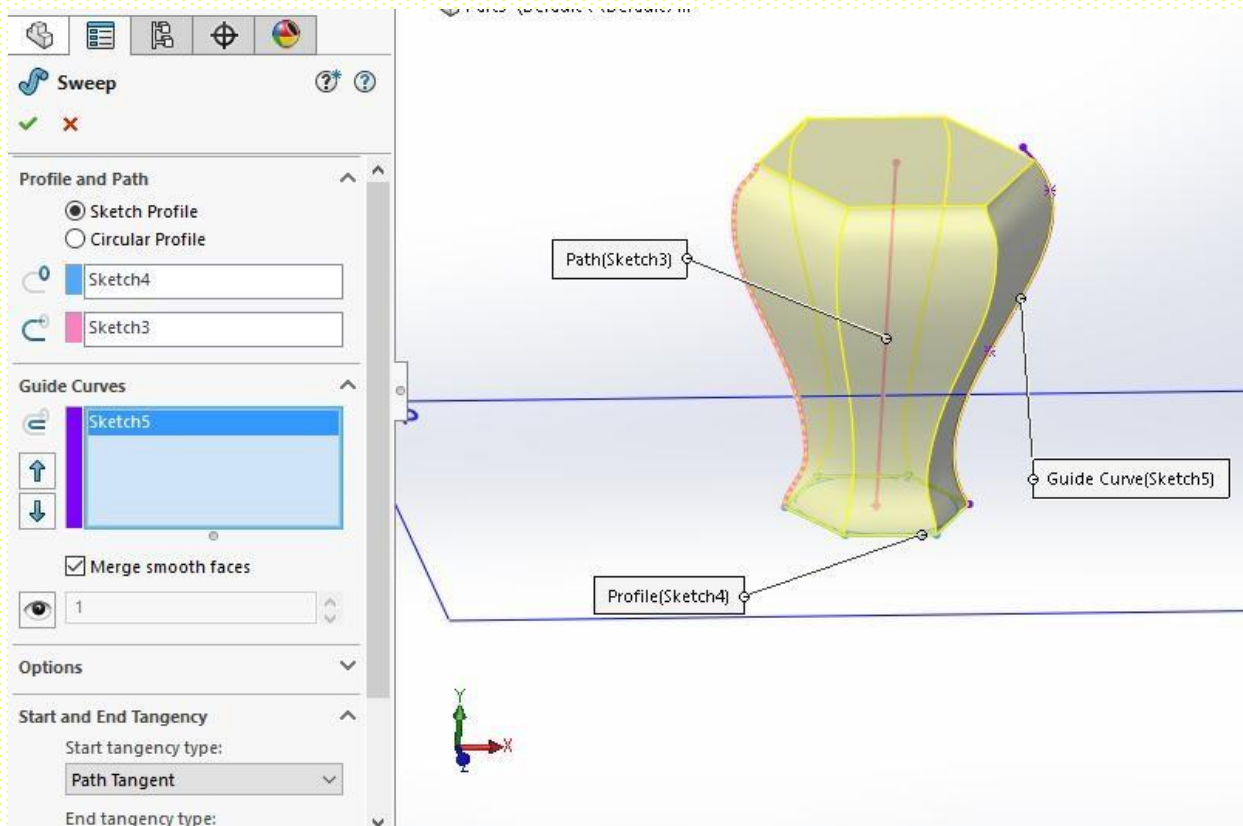 Sweep
Profile and Path
Sketch Profile
Circular Profile
Sketch4
Sketch3
Guide Curves
Sketch5
Merge smooth faces
1
Options
Start and End Tangency
Start tangency type:
Path Tangent
End tangency type:
Path(Sketch3)
Guide Curve(Sketch5)
Profile(Sketch4)
Y
X
Z